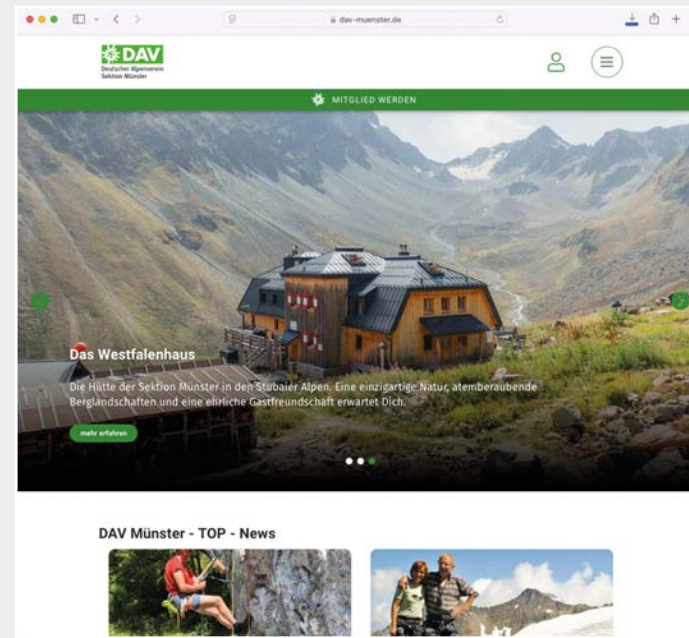 dav-muenster.de
DAV
Deutscher Alpenverein
Sektion Münster
MITGLIED WERDEN
Das Westfalenhaus
Die Hütte der Sektion Münster in den Stubaier Alpen. Eine einzigartige Natur, atemberaubende
Berglandschaften und eine ehrliche Gastfreundschaft erwartet Dich.
mehr erfahren
DAV Münster - TOP - News